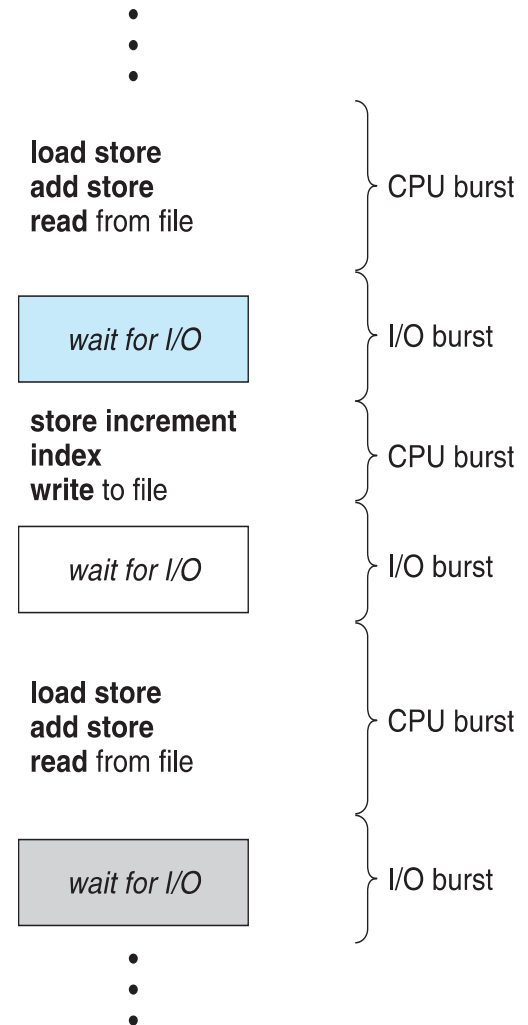 load store
add store
read from file
CPU burst
wait for I/O
I/O burst
store increment
index
write to file
CPU burst
wait for I/O
I/O burst
load store
add store
read from file
CPU burst
wait for I/O
I/O burst